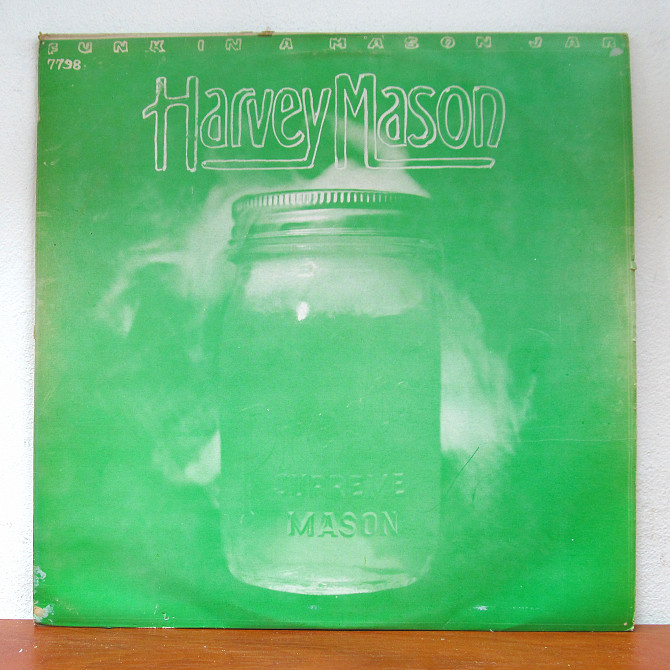 FUNK IN A MASON JAR
7798
Harvey Mason
SUPREME
MASON